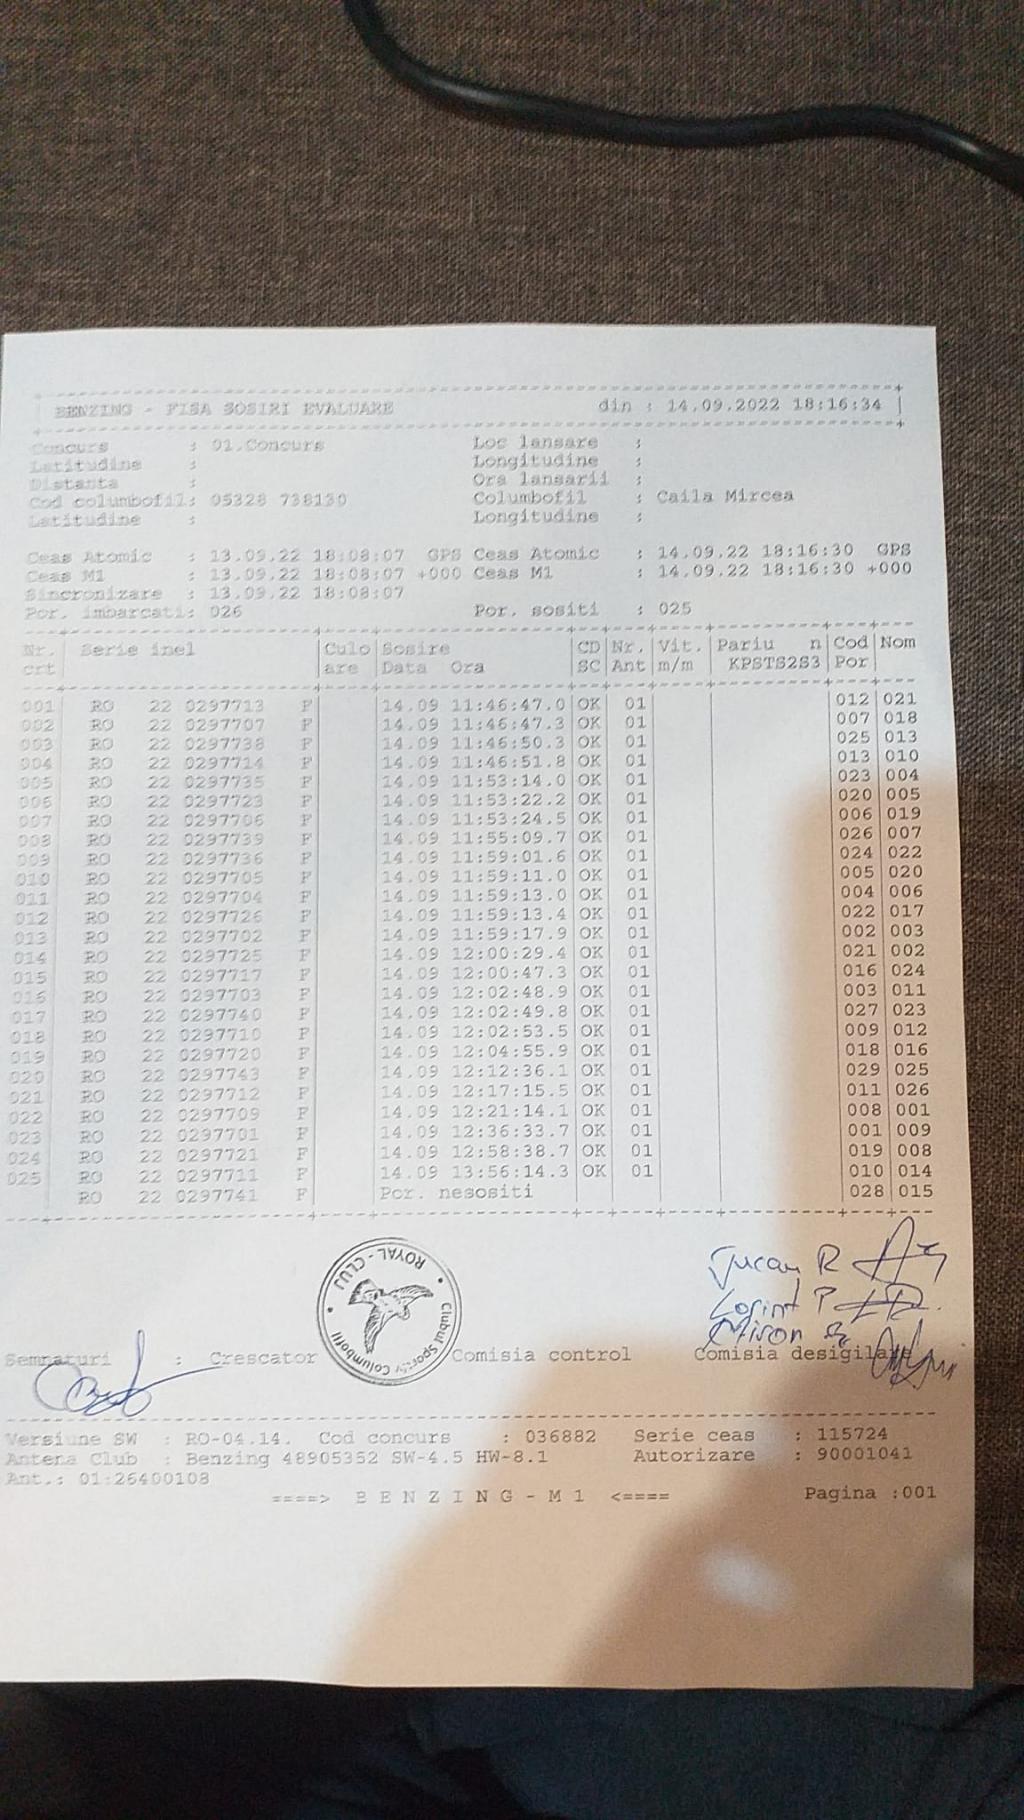 BENZING - FISA SOSIRI EVALUARE din : 14.09.2022 18:16:34
Concurs : 01.Concurs Loc lansare :
Latitudine : Longitudine :
Distanta : Ora lansarii :
Cod columbofil: 05328 738130 Columbofil : Caila Mircea
Latitudine : Longitudine :
Ceas Atomic : 13.09.22 18:08:07 GPS Ceas Atomic : 14.09.22 18:16:30 GPS
Ceas M1 : 13.09.22 18:08:07 +000 Ceas M1 : 14.09.22 18:16:30 +000
Sincronizare : 13.09.22 18:08:07
Por. imbarcati: 026 Por. sositi : 025
Nr. Serie inel Culo Sosire CD Nr. Vit. Pariu n Cod Nom
crt are Data Ora SC Ant m/m KPSTS2S3 Por
001 RO 22 0297713 F 14.09 11:46:47.0 OK 01 012 021
002 RO 22 0297707 F 14.09 11:46:47.3 OK 01 007 018
003 RO 22 0297738 F 14.09 11:46:50.3 OK 01 025 013
004 RO 22 0297714 F 14.09 11:46:51.8 OK 01 013 010
005 RO 22 0297735 F 14.09 11:53:14.0 OK 01 023 004
006 RO 22 0297723 F 14.09 11:53:22.2 OK 01 020 005
007 RO 22 0297706 F 14.09 11:53:24.5 OK 01 006 019
008 RO 22 0297739 F 14.09 11:55:09.7 OK 01 026 007
009 RO 22 0297736 F 14.09 11:59:01.6 OK 01 024 022
010 RO 22 0297705 F 14.09 11:59:11.0 OK 01 005 020
011 RO 22 0297704 F 14.09 11:59:13.0 OK 01 004 006
012 RO 22 0297726 F 14.09 11:59:13.4 OK 01 022 017
013 RO 22 0297702 F 14.09 11:59:17.9 OK 01 002 003
014 RO 22 0297725 F 14.09 12:00:29.4 OK 01 021 002
015 RO 22 0297717 F 14.09 12:00:47.3 OK 01 016 024
016 RO 22 0297703 F 14.09 12:02:48.9 OK 01 003 011
017 RO 22 0297740 F 14.09 12:02:49.8 OK 01 027 023
018 RO 22 0297710 F 14.09 12:02:53.5 OK 01 009 012
019 RO 22 0297720 F 14.09 12:04:55.9 OK 01 018 016
020 RO 22 0297743 F 14.09 12:12:36.1 OK 01 029 025
021 RO 22 0297712 F 14.09 12:17:15.5 OK 01 011 026
022 RO 22 0297709 F 14.09 12:21:14.1 OK 01 008 001
023 RO 22 0297701 F 14.09 12:36:33.7 OK 01 001 009
024 RO 22 0297721 F 14.09 12:58:38.7 OK 01 019 008
025 RO 22 0297711 F 14.09 13:56:14.3 OK 01 010 014
RO 22 0297741 F Por. nesositi 028 015
Clubul Sportiv Columbofil
ROYAL-CLUJ
Semnaturi : Crescator Comisia control Comisia desigilare
Versiune SW : RO-04.14. Cod concurs : 036882 Serie ceas : 115724
Antena Club : Benzing 48905352 SW-4.5 HW-8.1 Autorizare : 90001041
Ant.: 01:26400108
====> B E N Z I N G - M 1 <==== Pagina :001